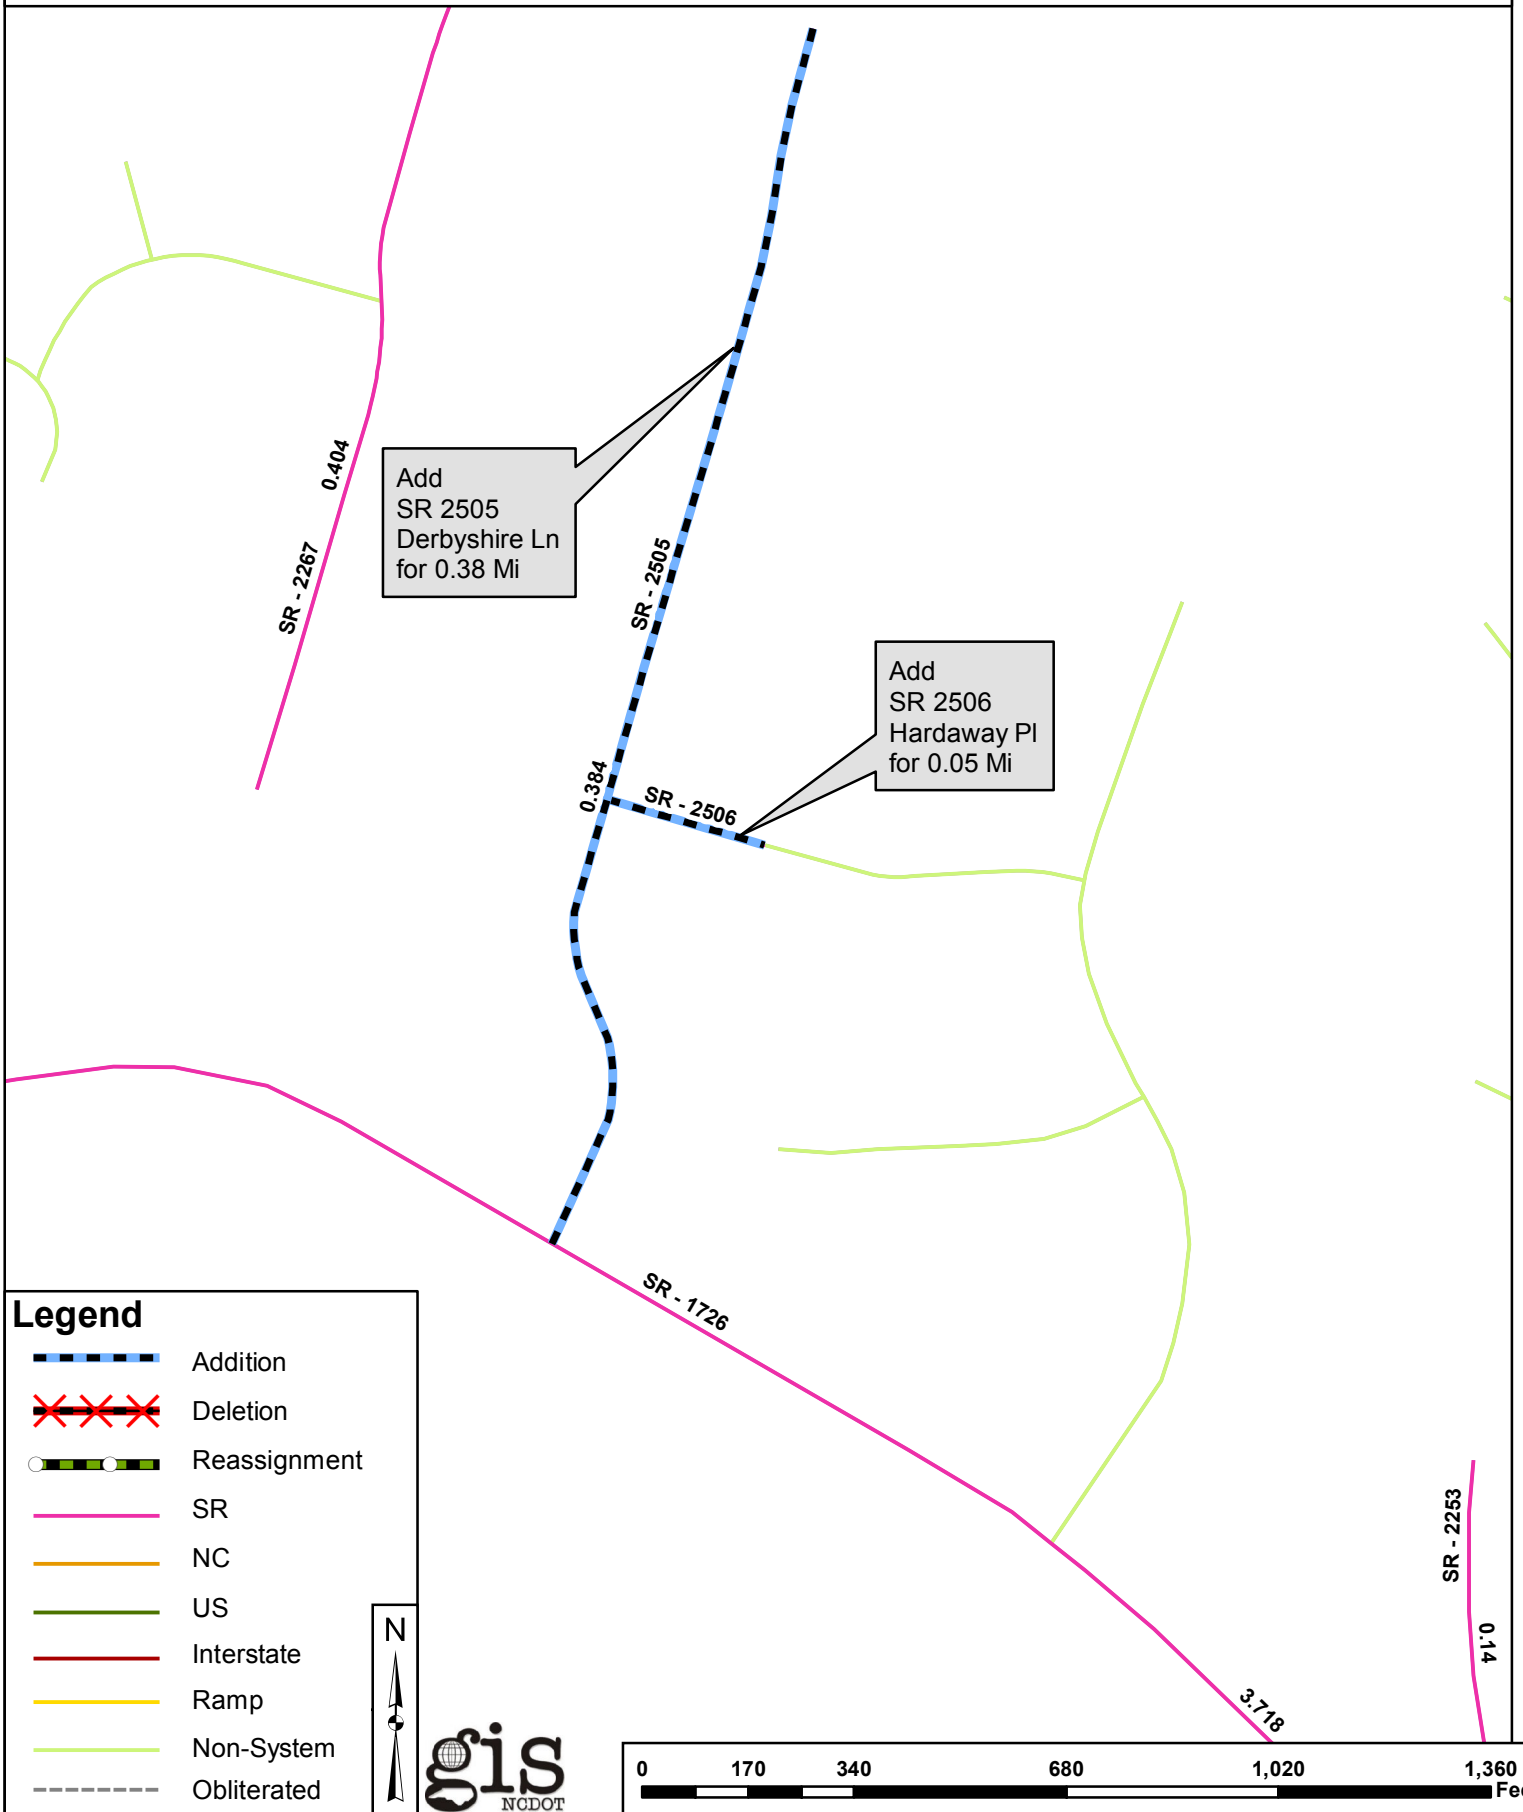 0.404
SR - 2267
Add
SR 2505
Derbyshire Ln
for 0.38 Mi
SR - 2505
Add
SR 2506
Hardaway Pl
for 0.05 Mi
0.384
SR - 2506
SR - 1726
SR - 2253
0.14
3.718
Legend
Addition
Deletion
Reassignment
SR
NC
US
Interstate
Ramp
Non-System
Obliterated
N
gis
NCDOT
0 170 340 680 1,020 1,360